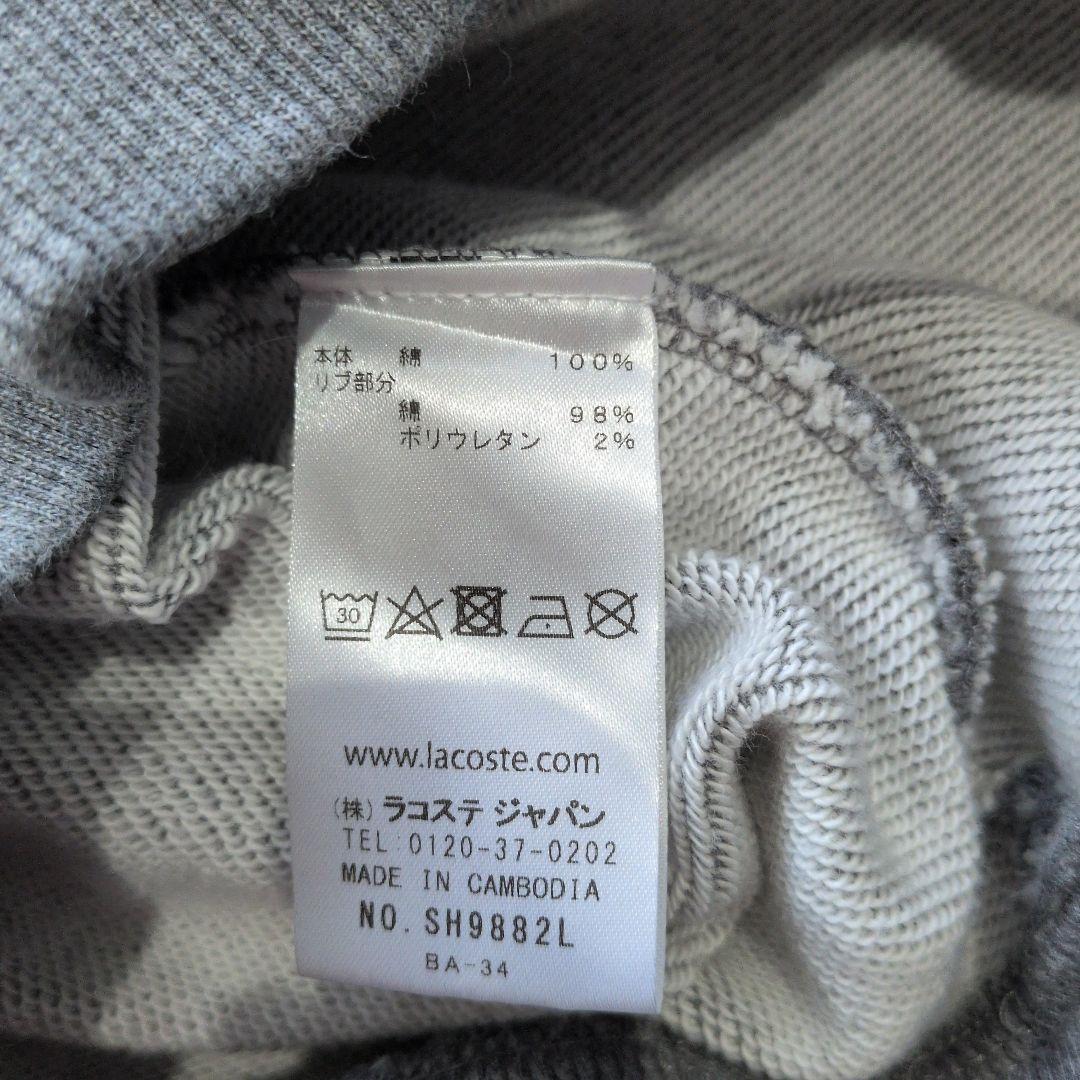 本体 綿 100%
リブ部分
綿 98%
ポリウレタン 2%
30
www.lacoste.com
(株) ラコステ ジャパン
TEL:0120-37-0202
MADE IN CAMBODIA
NO. SH9882L
BA-34